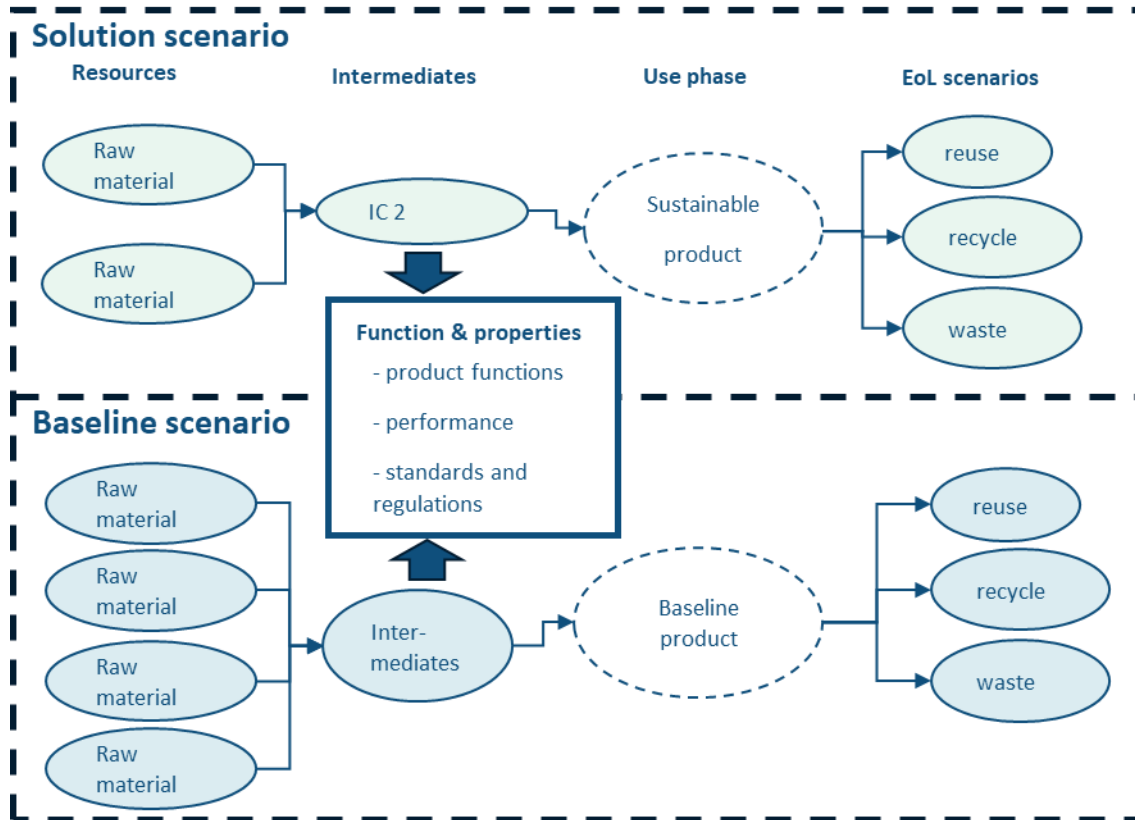 Solution scenario
Resources
Intermediates
Use phase
EoL scenarios
Raw
material
Raw
material
IC 2
Sustainable
product
reuse
recycle
waste
Function & properties
- product functions
- performance
- standards and
regulations
Baseline scenario
Raw
material
Raw
material
Raw
material
Raw
material
Inter-
mediates
Baseline
product
reuse
recycle
waste